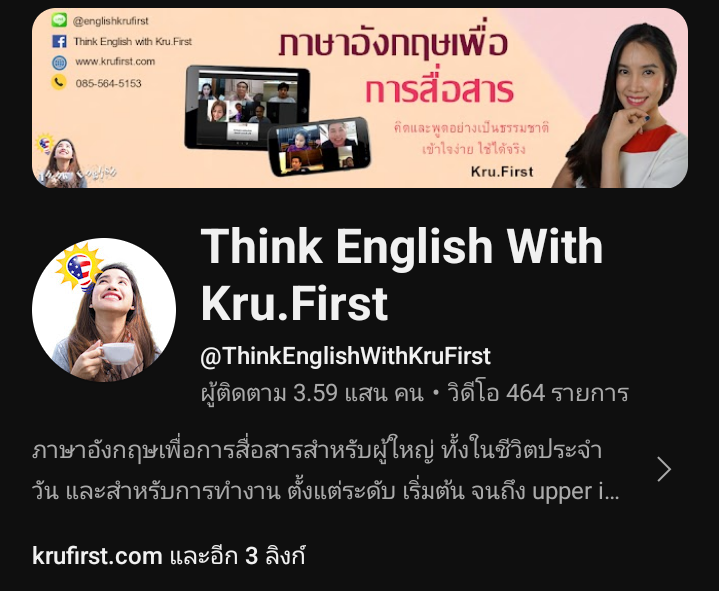 @englishkrufirst
Think English with Kru.First
www.krufirst.com
085-564-5153
ภาษาอังกฤษเพื่อ
การสื่อสาร
คิดและพูดอย่างเป็นธรรมชาติ
เข้าใจง่าย ใช้ได้จริง
Kru.First
Think English With
Kru.First
@ThinkEnglishWithKruFirst
ผู้ติดตาม 3.59 แสน คน • วิดีโอ 464 รายการ
ภาษาอังกฤษเพื่อการสื่อสารสำหรับผู้ใหญ่ ทั้งในชีวิตประจำ
วัน และสำหรับการทำงาน ตั้งแต่ระดับ เริ่มต้น จนถึง upper i...
krufirst.com และอีก 3 ลิงก์